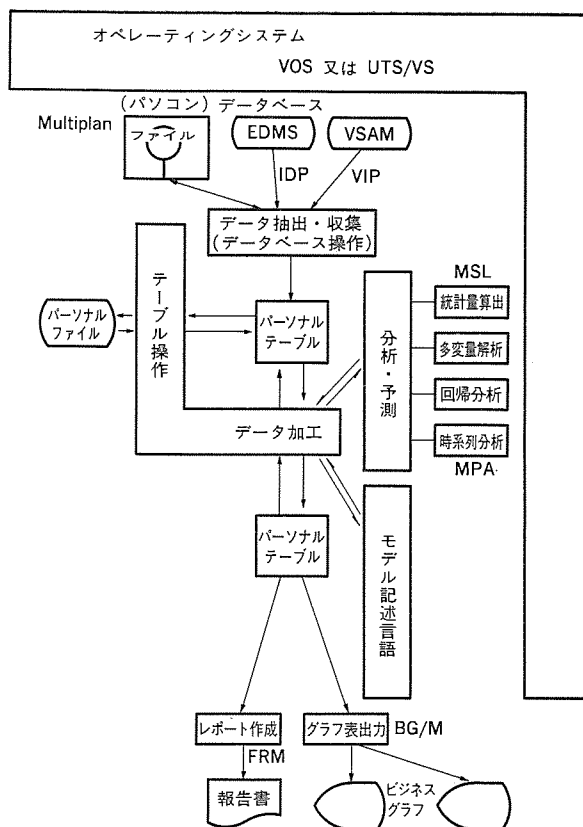 オペレーティングシステム
VOS 又は UTS/VS
(パソコン) データベース
Multiplan
ファイル
EDMS
VSAM
IDP
VIP
データ抽出・収集
(データベース操作)
テーブル操作
パーソナル
ファイル
パーソナル
テーブル
データ加工
分析・予測
MSL
統計量算出
多変量解析
回帰分析
時系列分析
MPA
パーソナル
テーブル
モデル記述言語
レポート作成
グラフ表出力
BG/M
FRM
報告書
ビジネス
グラフ